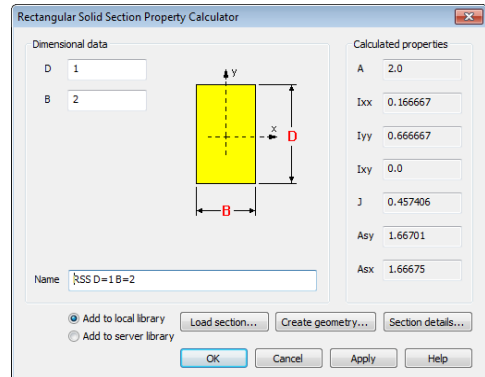 Rectangular Solid Section Property Calculator
Dimensional data
D 1
B 2
y
x
D
B
Name RSS D=1 B=2
Calculated properties
A 2.0
Ixx 0.166667
Iyy 0.666667
Ixy 0.0
J 0.457406
Asy 1.66701
Asx 1.66675
Add to local library
Add to server library
Load section... Create geometry... Section details...
OK Cancel Apply Help